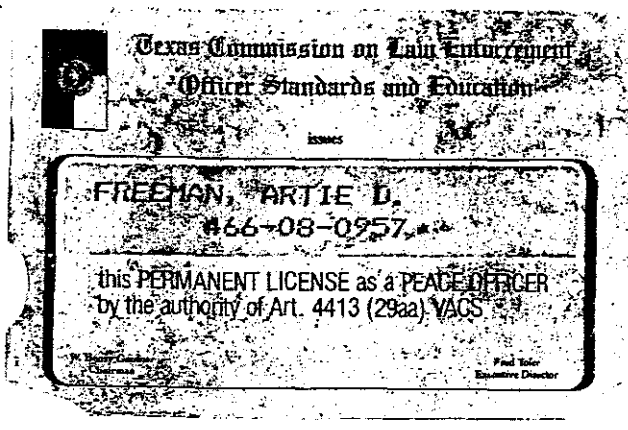 Texas Commission on Law Enforcement
Officer Standards and Education
issues
FREEMAN, ARTIE D.
466-08-0957
this PERMANENT LICENSE as a PEACE OFFICER
by the authority of Art. 4413 (29aa) VACS
Chairman
Fred Toler
Executive Director